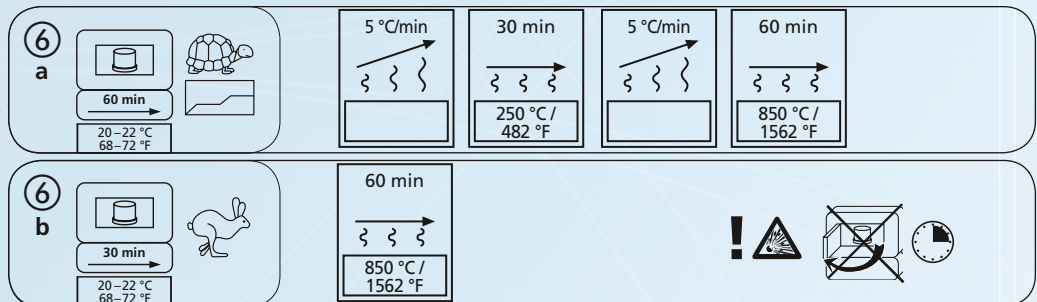 6
a
60 min
20–22 °C
68–72 °F
5 °C/min
30 min
250 °C /
482 °F
5 °C/min
60 min
850 °C /
1562 °F
6
b
30 min
20–22 °C
68–72 °F
60 min
850 °C /
1562 °F
!